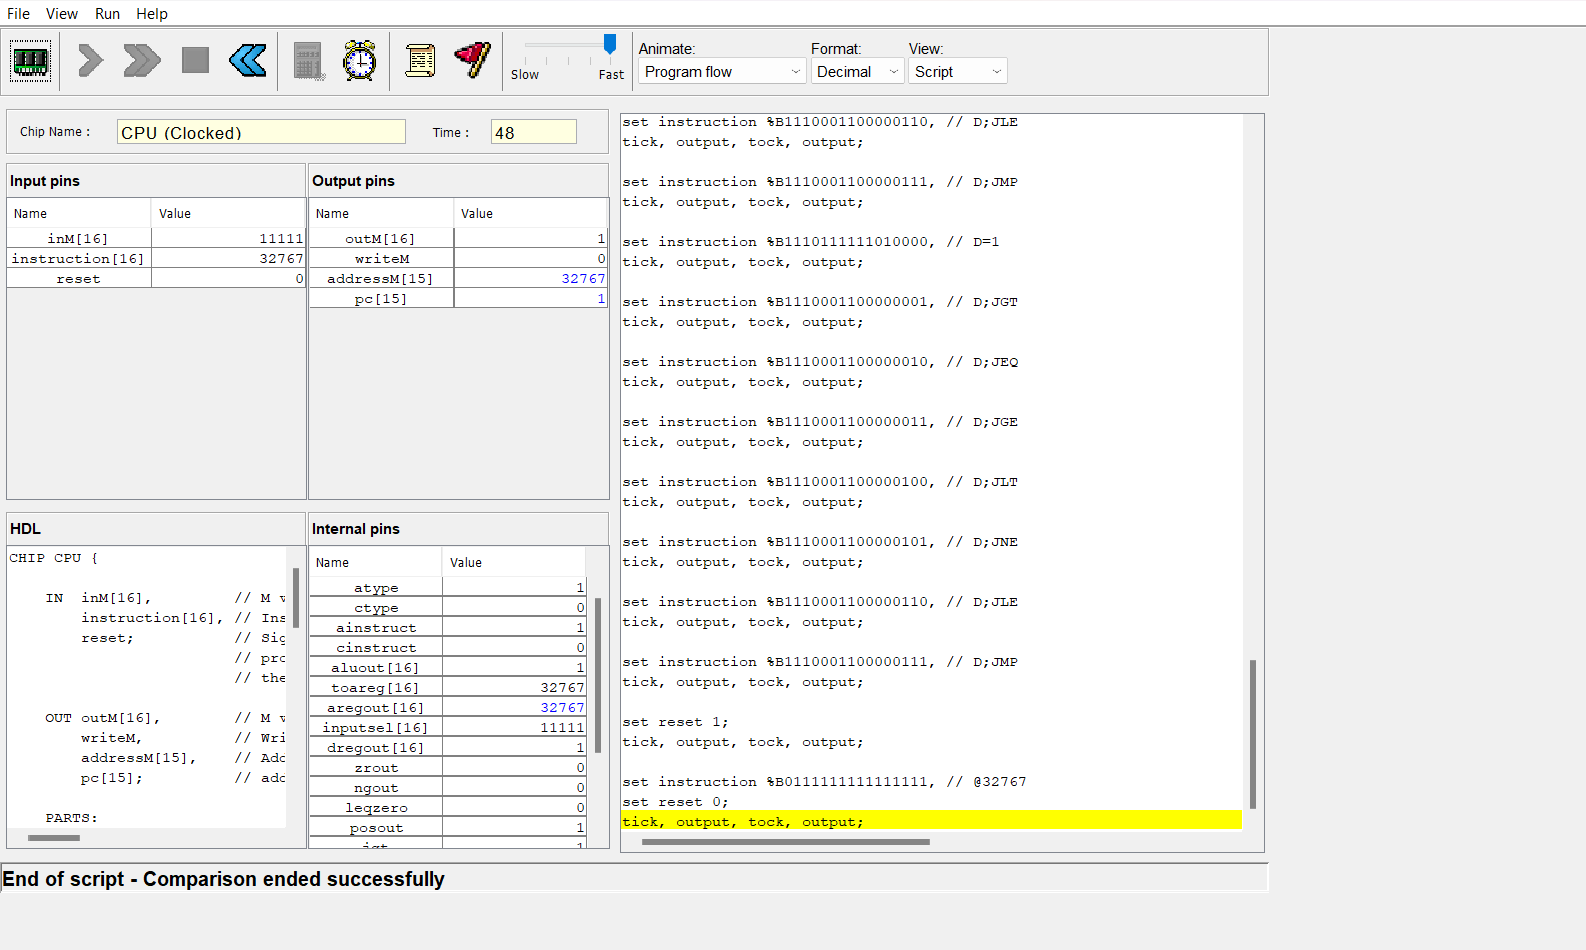 File View Run Help
Slow Fast
Animate: Format: View:
Program flow Decimal Script
Chip Name : CPU (Clocked) Time : 48
Input pins
Name Value
inM[16] 11111
instruction[16] 32767
reset 0
Output pins
Name Value
outM[16] 1
writeM 0
addressM[15] 32767
pc[15] 1
HDL
CHIP CPU {
IN inM[16], // M v
instruction[16], // Ins
reset; // Sig
// pro
// the
OUT outM[16], // M v
writeM, // Wri
addressM[15], // Add
pc[15]; // add
PARTS:
Internal pins
Name Value
atype 1
ctype 0
ainstruct 1
cinstruct 0
aluout[16] 1
toareg[16] 32767
aregout[16] 32767
inputsel[16] 11111
dregout[16] 1
zrout 0
ngout 0
leqzero 0
posout 1
jgt 1
set instruction %B1110001100000110, // D;JLE
tick, output, tock, output;
set instruction %B1110001100000111, // D;JMP
tick, output, tock, output;
set instruction %B1110111111010000, // D=1
tick, output, tock, output;
set instruction %B1110001100000001, // D;JGT
tick, output, tock, output;
set instruction %B1110001100000010, // D;JEQ
tick, output, tock, output;
set instruction %B1110001100000011, // D;JGE
tick, output, tock, output;
set instruction %B1110001100000100, // D;JLT
tick, output, tock, output;
set instruction %B1110001100000101, // D;JNE
tick, output, tock, output;
set instruction %B1110001100000110, // D;JLE
tick, output, tock, output;
set instruction %B1110001100000111, // D;JMP
tick, output, tock, output;
set reset 1;
tick, output, tock, output;
set instruction %B0111111111111111, // @32767
set reset 0;
tick, output, tock, output;
End of script - Comparison ended successfully